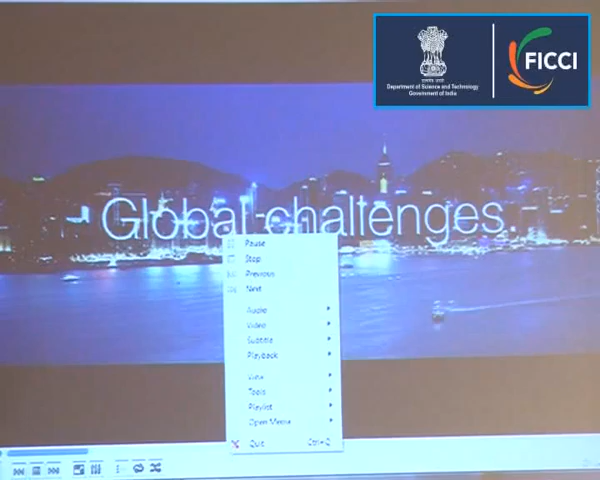 Department of Science and Technology
Government of India
FICCI
Global challenges
Pause
Stop
Previous
Next
Audio
Video
Subtitle
Playback
View
Tools
Playlist
Open Media
Quit Ctrl+Q